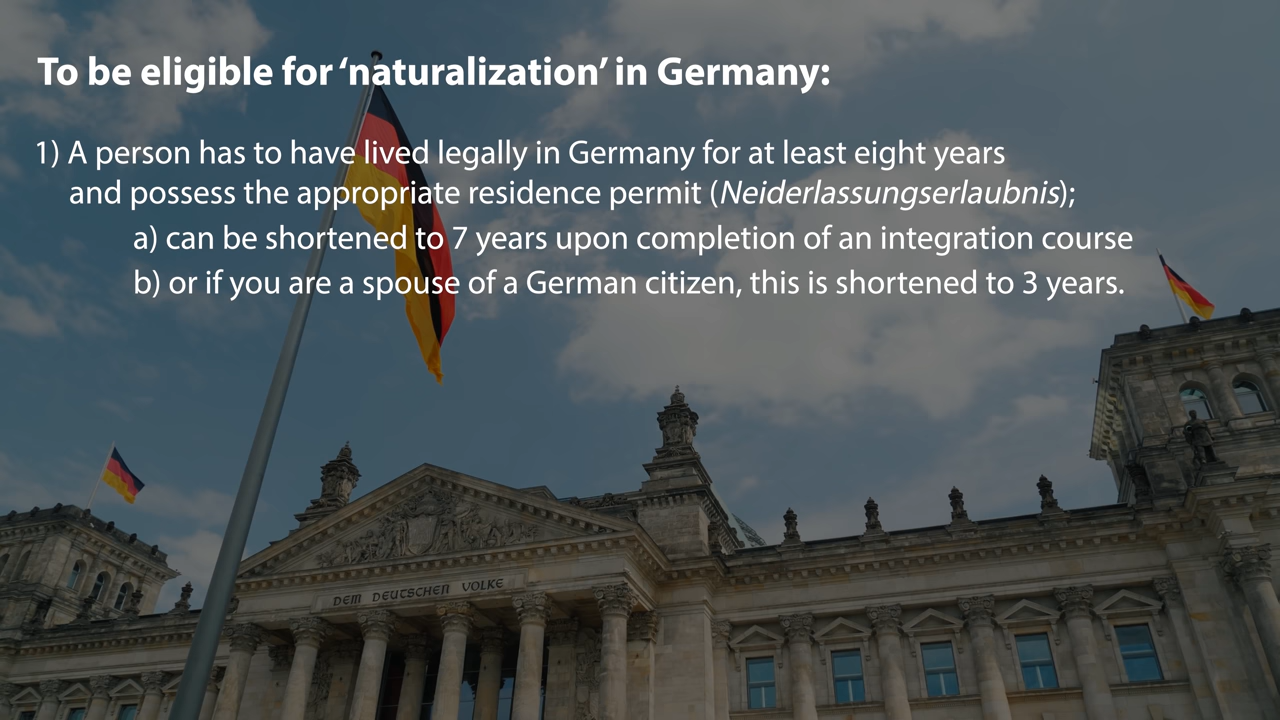 To be eligible for ‘naturalization’ in Germany:
1) A person has to have lived legally in Germany for at least eight years
and possess the appropriate residence permit (Neiderlassungserlaubnis);
a) can be shortened to 7 years upon completion of an integration course
b) or if you are a spouse of a German citizen, this is shortened to 3 years.
DEM DEUTSCHEN VOLKE